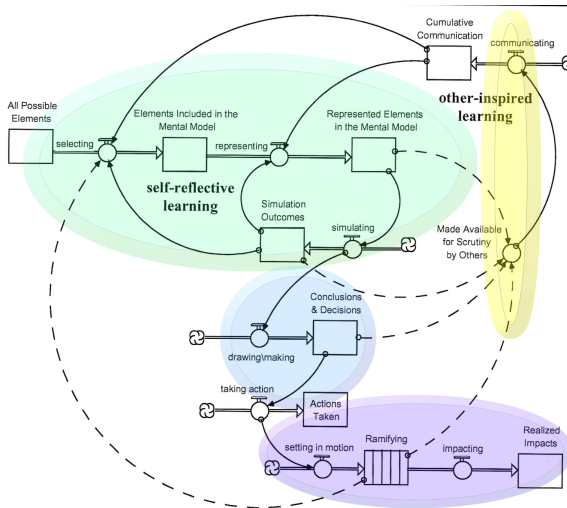 Cumulative
Communication
communicating
other-inspired
learning
All Possible
Elements
selecting
Elements Included in the
Mental Model
representing
Represented Elements
in the Mental Model
self-reflective
learning
Simulation
Outcomes
simulating
Made Available
for Scrutiny
by Others
Conclusions
& Decisions
drawing\making
taking action
Actions
Taken
setting in motion
Ramifying
impacting
Realized
Impacts